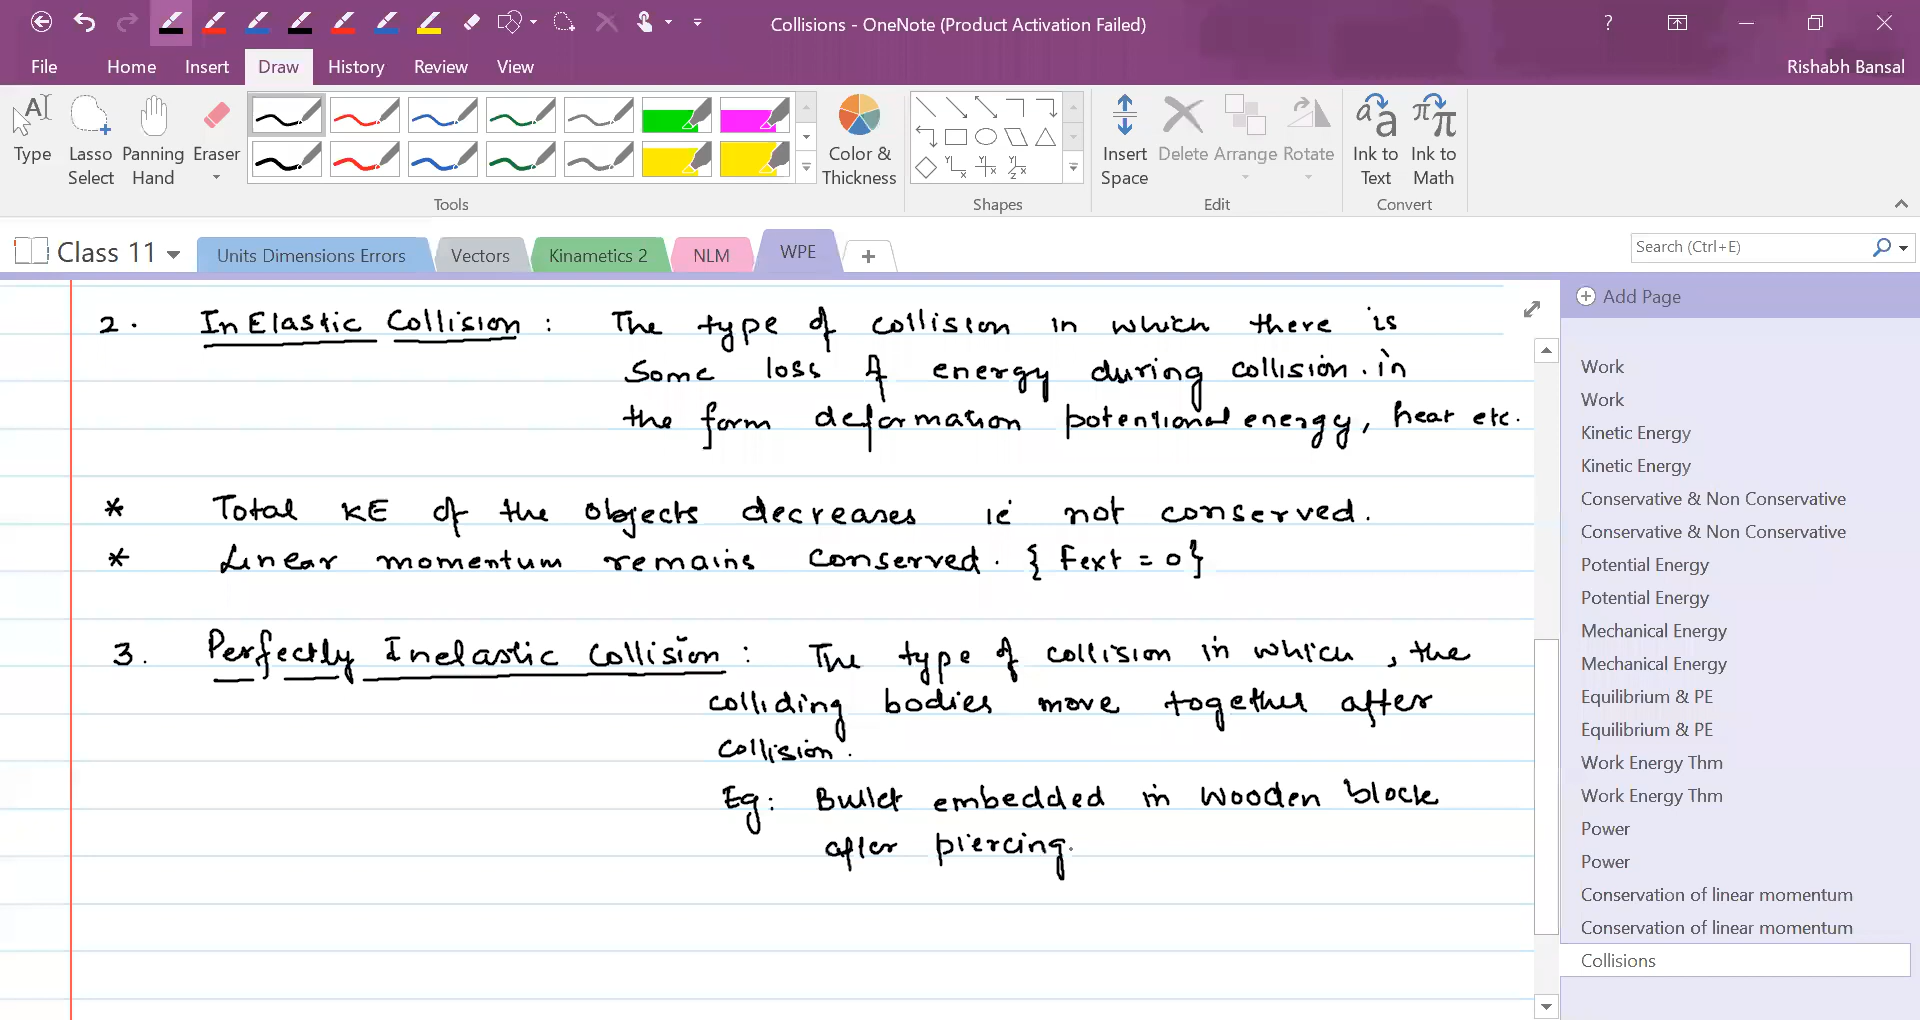 Collisions - OneNote (Product Activation Failed)
?
File Home Insert Draw History Review View
Rishabh Bansal
Type
Lasso Select
Panning Hand
Eraser
Color & Thickness
Insert Space
Delete
Arrange
Rotate
Ink to Text
Ink to Math
Tools
Shapes
Edit
Convert
Class 11
Units Dimensions Errors
Vectors
Kinametics 2
NLM
WPE
+
Search (Ctrl+E)
2. InElastic Collision : The type of collision in which there is
some loss of energy during collision. in
the form deformation potentional energy, heat etc.
* Total KE of the objects decreases ie not conserved.
* Linear momentum remains conserved. { Fext = 0 }
3. Perfectly Inelastic Collision : The type of collision in which, the
colliding bodies move together after
collision.
Eg: Bullet embedded in wooden block
after piercing.
Add Page
Work
Work
Kinetic Energy
Kinetic Energy
Conservative & Non Conservative
Conservative & Non Conservative
Potential Energy
Potential Energy
Mechanical Energy
Mechanical Energy
Equilibrium & PE
Equilibrium & PE
Work Energy Thm
Work Energy Thm
Power
Power
Conservation of linear momentum
Conservation of linear momentum
Collisions